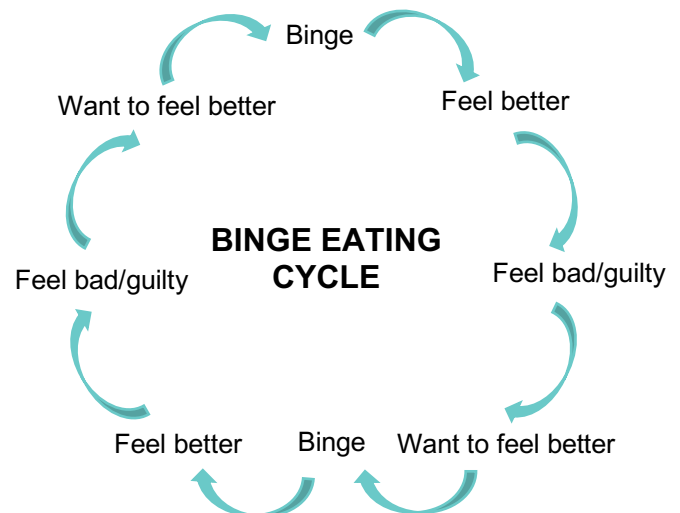 Binge
Feel better
Feel bad/guilty
Want to feel better
Binge
Feel better
Feel bad/guilty
Want to feel better
BINGE EATING
CYCLE